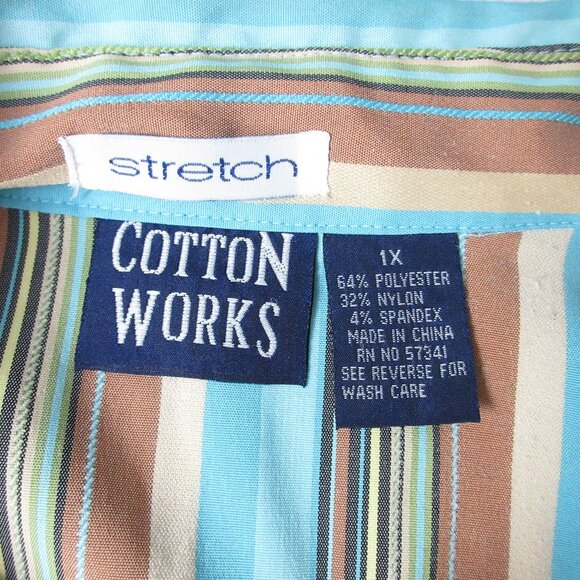 stretch
COTTON
WORKS
1X
64% POLYESTER
32% NYLON
4% SPANDEX
MADE IN CHINA
RN NO 57341
SEE REVERSE FOR
WASH CARE